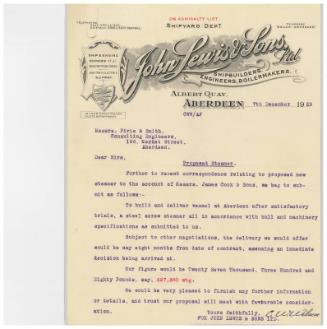 ON ADMIRALTY LIST
SHIPYARD DEPT
John Lewis & Sons, Ltd
SHIPBUILDERS,
ENGINEERS, BOILERMAKERS.
ALBERT QUAY,
ABERDEEN 7th December, 19
Messrs. Pirie & Smith,
Consulting Engineers,
Market Street,
Aberdeen.
Dear Sirs,
Proposed Steamer.
Further to recent correspondence relating to proposed new
steamer to the account of Messrs. James Cook & Sons, we beg to sub-
mit as follows:-
To build and deliver vessel at Aberdeen after satisfactory
trials, a steel screw steamer all in accordance with hull and machinery
specifications as submitted to us.
Subject to other negotiations, the delivery we would offer
would be say eight months from date of contract, assuming an immediate
decision being arrived at.
Our figure would be Twenty Seven Thousand, Three Hundred and
Eighty Pounds, say, £27,380 stg.
We would be very pleased to furnish any further information
or details, and trust our proposal will meet with favourable consider-
ation.
Yours faithfully,
FOR JOHN LEWIS & SONS LTD.